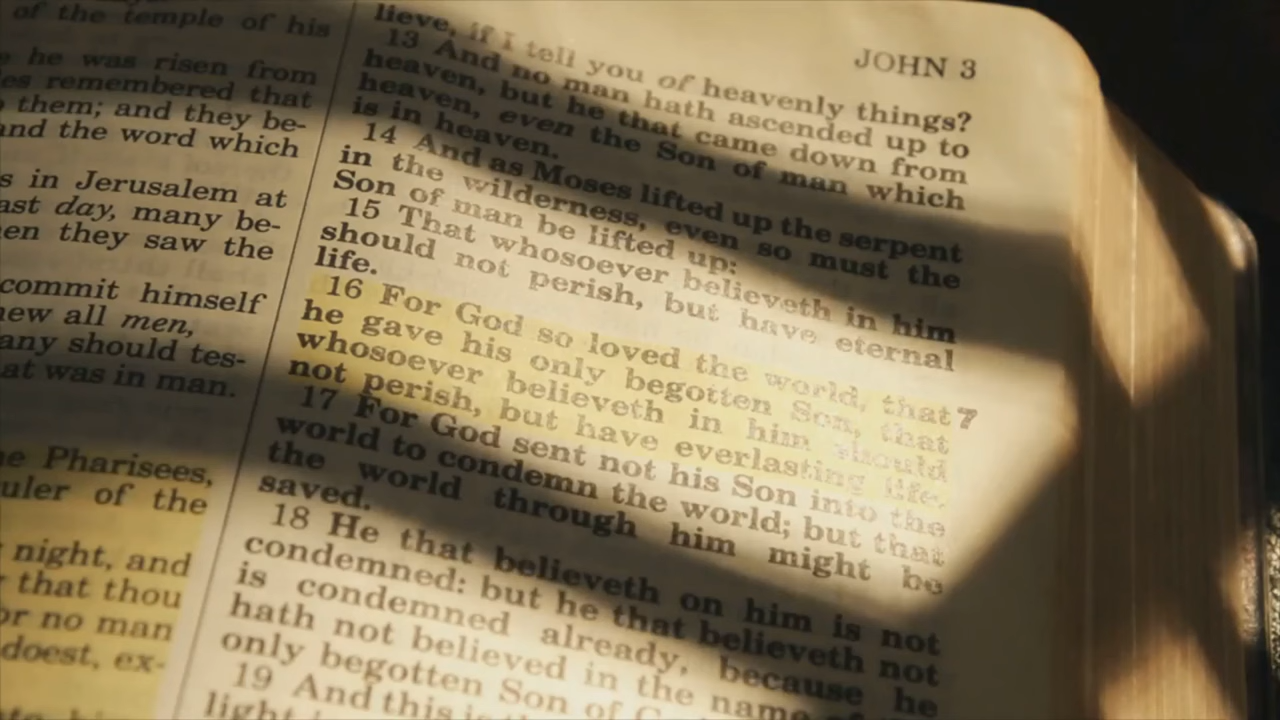 of the temple of his
he was risen from
es remembered that
them; and they be-
and the word which
s in Jerusalem at
ast day, many be-
en they saw the
commit himself
ew all men,
any should tes-
at was in man.
e Pharisees,
uler of the
night, and
that thou
or no man
doest, ex-
JOHN 3
lieve, if I tell you of heavenly things?
13 And no man hath ascended up to
heaven, but he that came down from
heaven, even the Son of man which
is in heaven.
14 And as Moses lifted up the serpent
in the wilderness, even so must the
Son of man be lifted up:
15 That whosoever believeth in him
should not perish, but have eternal
life.
16 For God so loved the world, that 7
he gave his only begotten Son, that
whosoever believeth in him should
not perish, but have everlasting life.
17 For God sent not his Son into the
world to condemn the world; but that
the world through him might be
saved.
18 He that believeth on him is not
condemned: but he that believeth not
is condemned already, because he
hath not believed in the name of the
only begotten Son of
19 And this is
light